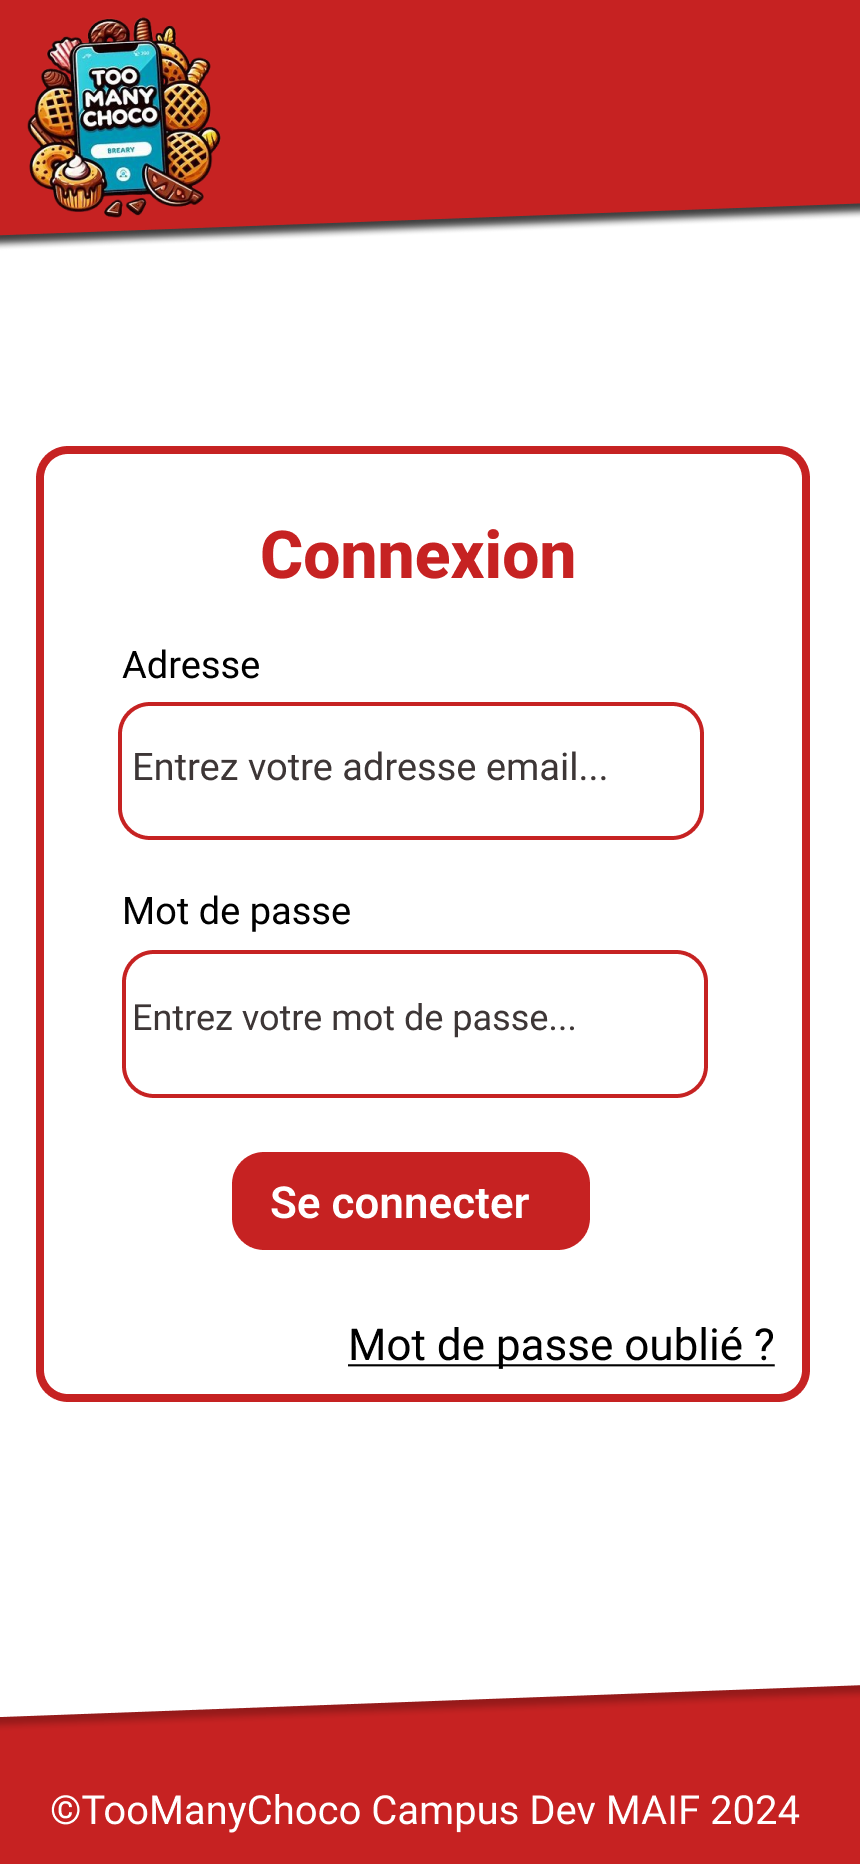 TOO
MANY
CHOCO
BREARY
Connexion
Adresse
Entrez votre adresse email...
Mot de passe
Entrez votre mot de passe...
Se connecter
Mot de passe oublié ?
©TooManyChoco Campus Dev MAIF 2024